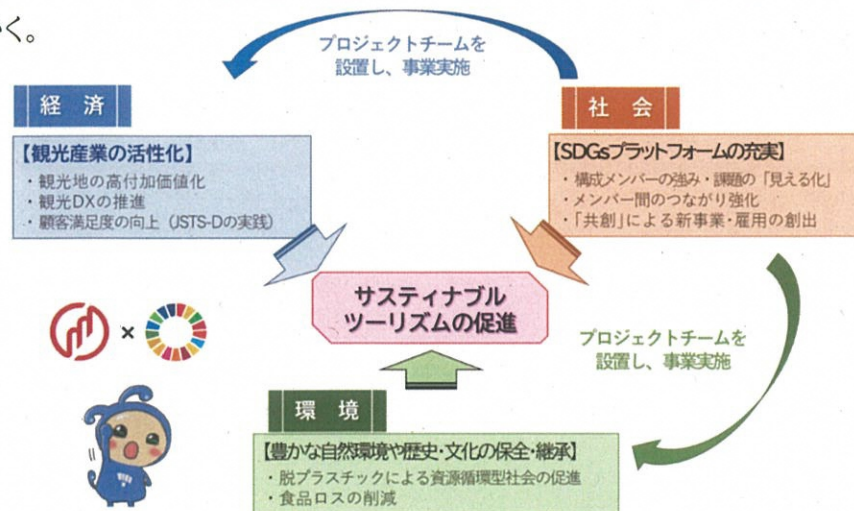 く。
プロジェクトチームを
設置し、事業実施
経 済
【観光産業の活性化】
・観光地の高付加価値化
・観光DXの推進
・顧客満足度の向上（JSTS-Dの実践）
社 会
【SDGsプラットフォームの充実】
・構成メンバーの強み・課題の「見える化」
・メンバー間のつながり強化
・「共創」による新事業・雇用の創出
サスティナブル
ツーリズムの促進
×
プロジェクトチームを
設置し、事業実施
環 境
【豊かな自然環境や歴史・文化の保全・継承】
・脱プラスチックによる資源循環型社会の促進
・食品ロスの削減